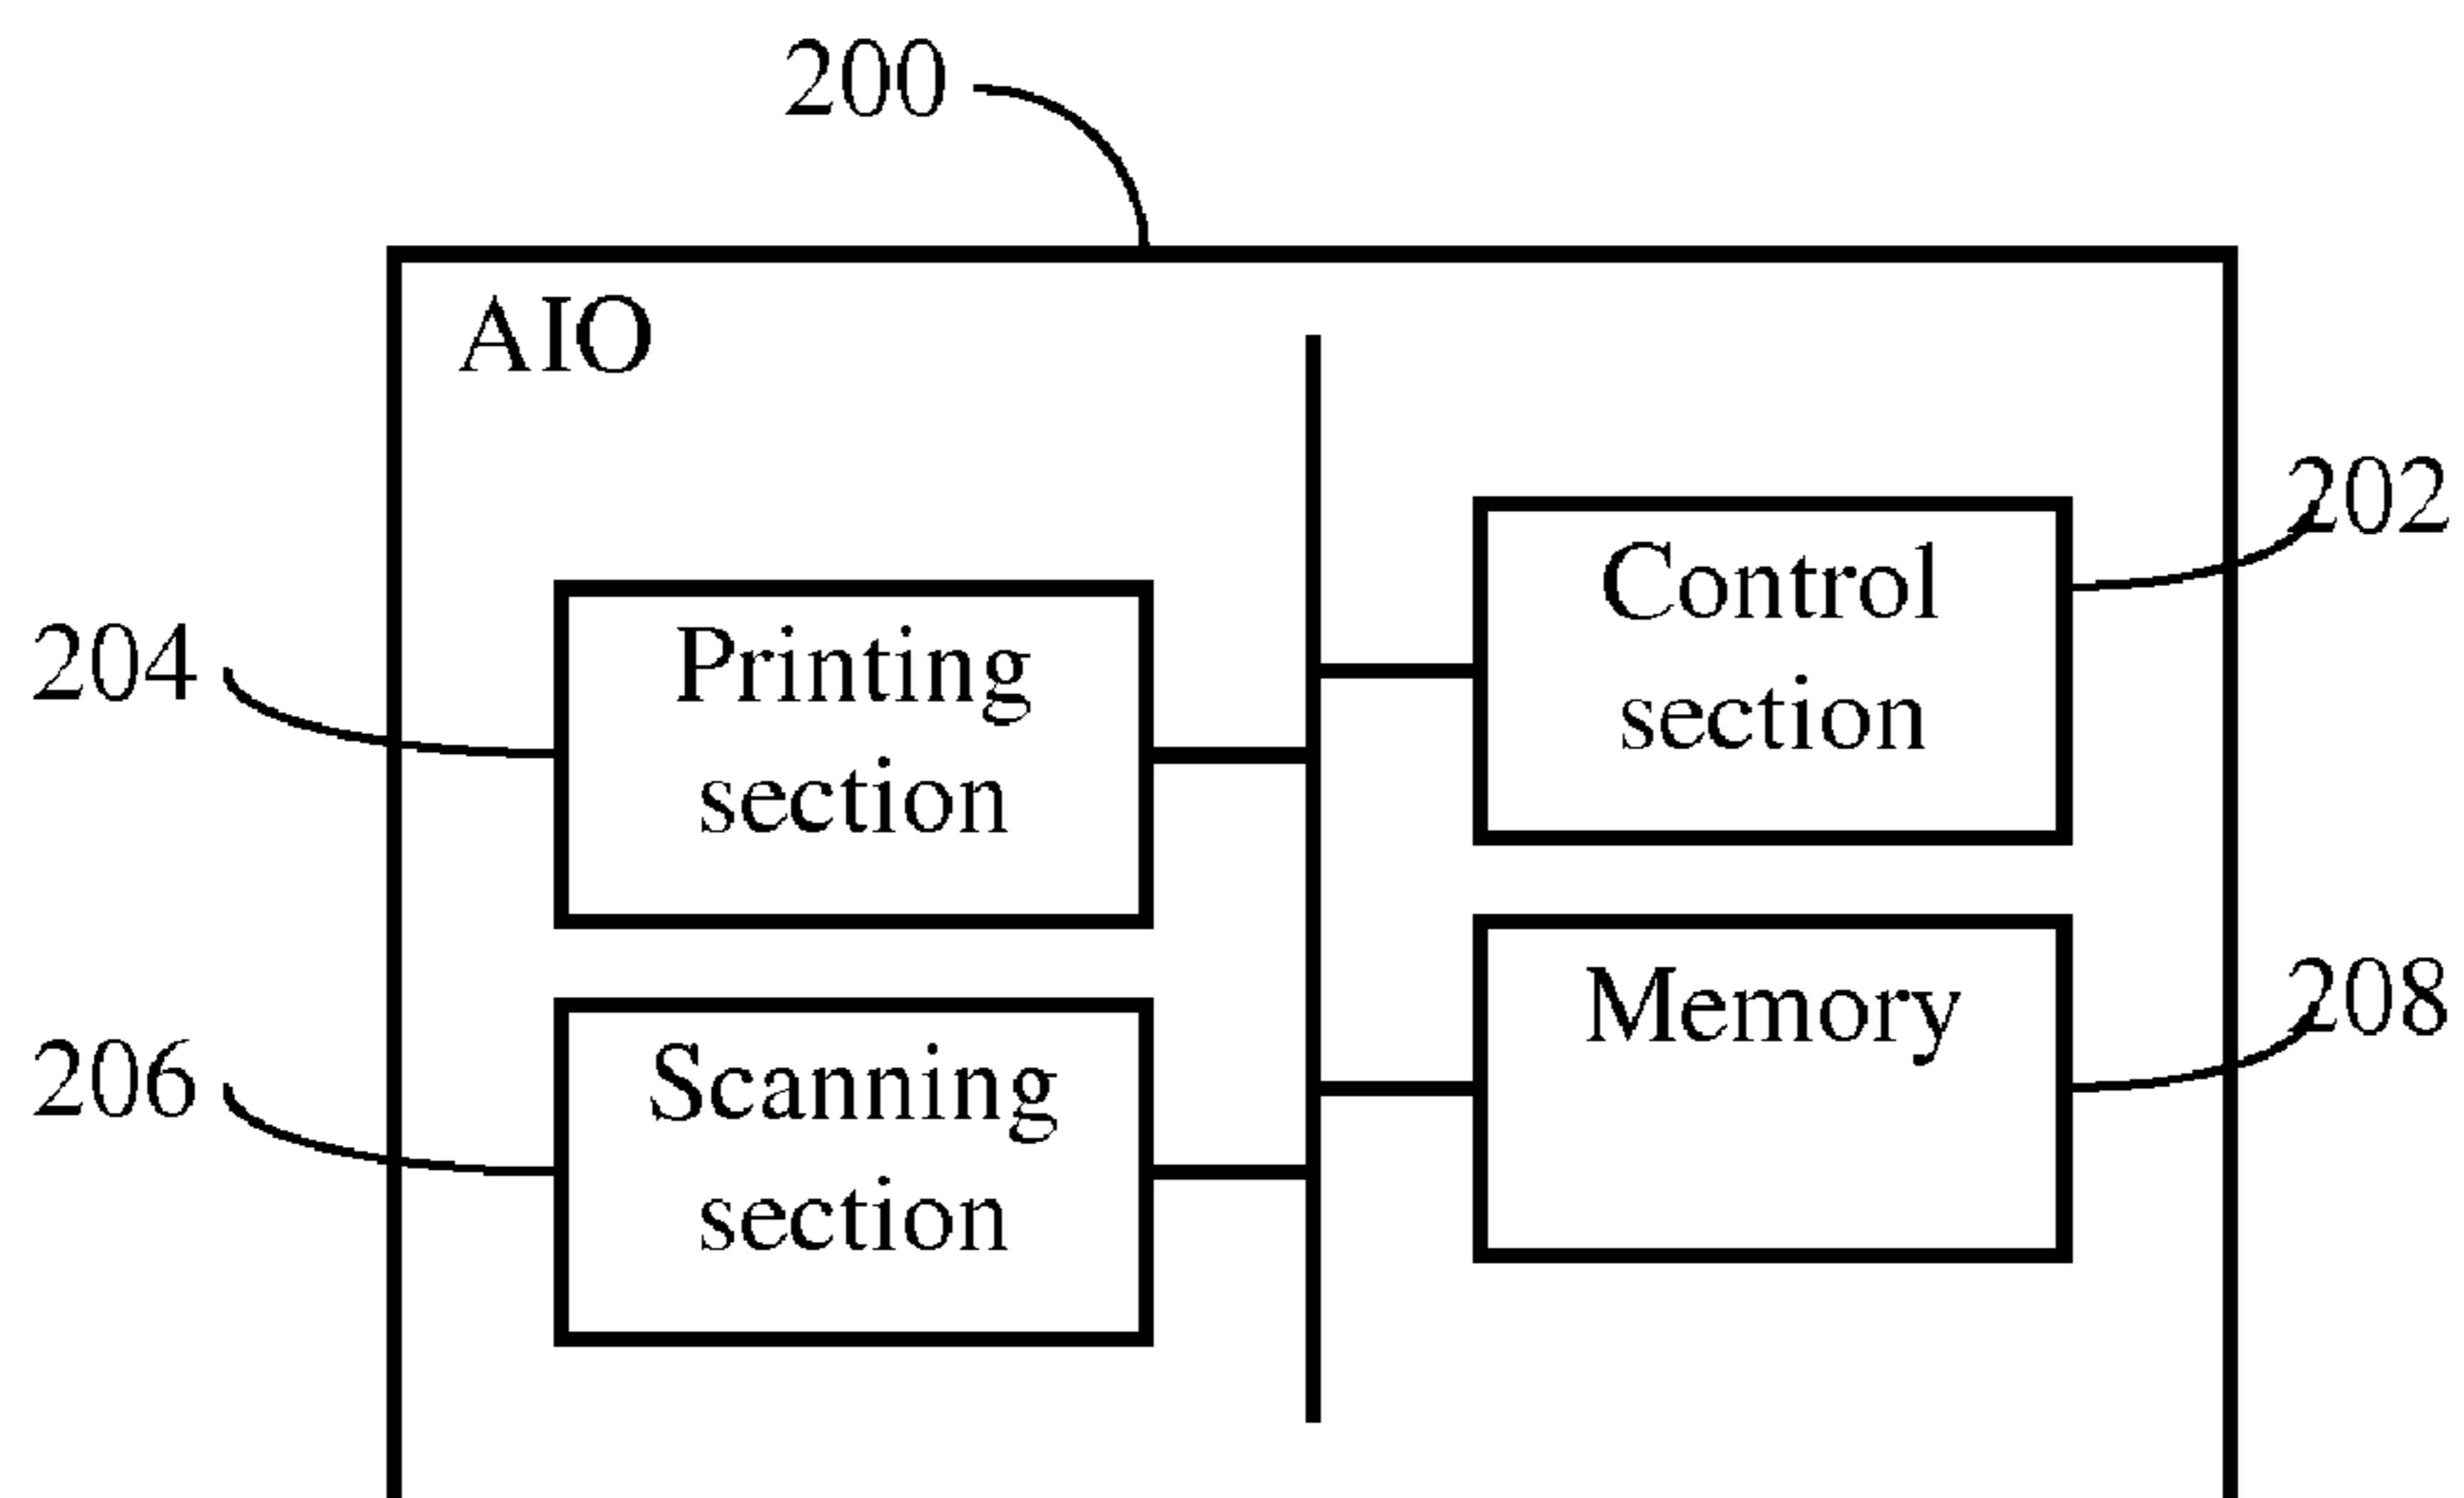 200
AIO
202
Control
section
204
Printing
section
208
Memory
206
Scanning
section